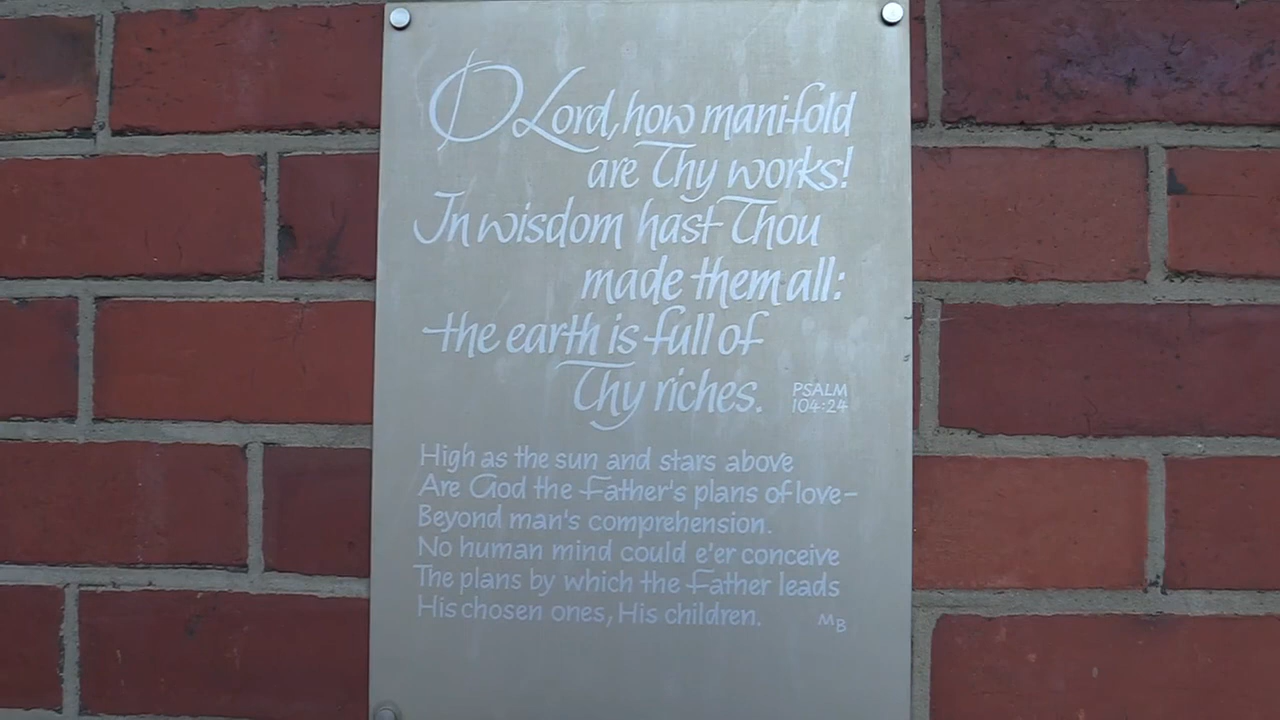 O Lord, how manifold
are Thy works!
In wisdom hast Thou
made them all:
the earth is full of
Thy riches.
PSALM
104:24
High as the sun and stars above
Are God the Father's plans of love–
Beyond man's comprehension.
No human mind could e'er conceive
The plans by which the Father leads
His chosen ones, His children.
MB